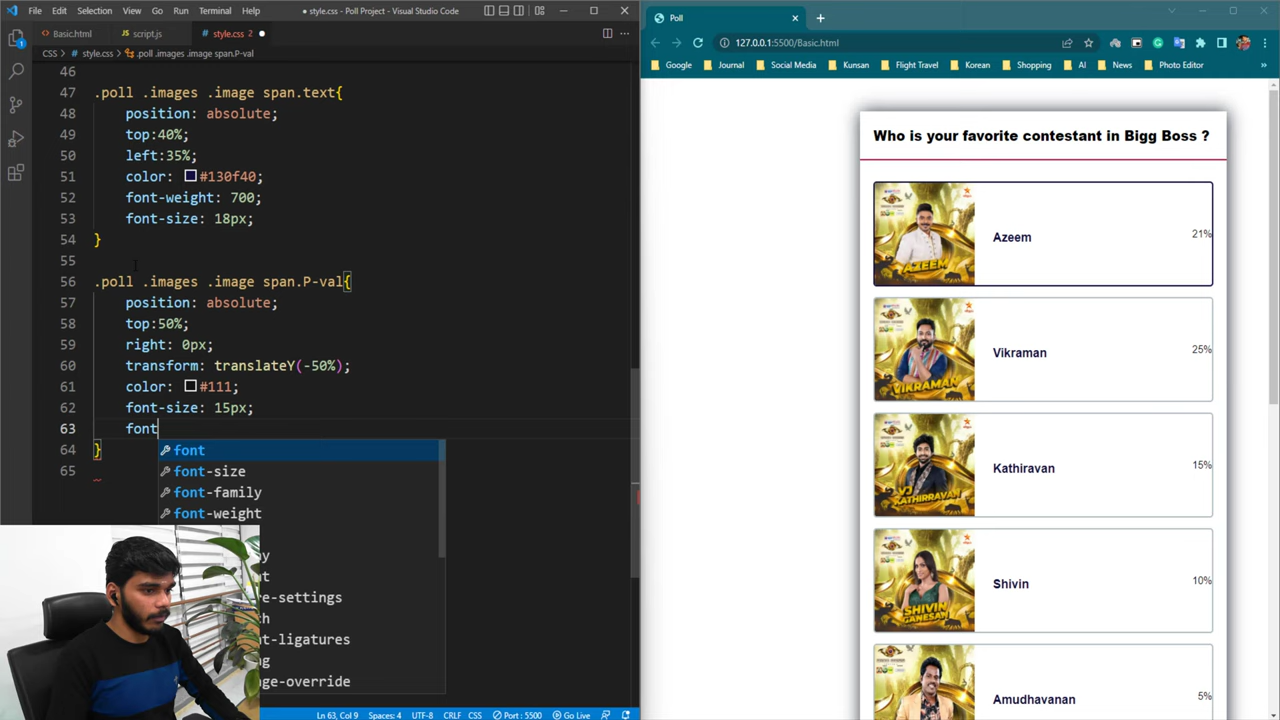 File Edit Selection View Go Run Terminal Help
● style.css - Poll Project - Visual Studio Code
Basic.html
script.js
style.css 2 ●
CSS > # style.css > .poll .images .image span.P-val
46
47 .poll .images .image span.text{
48 position: absolute;
49 top:40%;
50 left:35%;
51 color: #130f40;
52 font-weight: 700;
53 font-size: 18px;
54 }
55
56 .poll .images .image span.P-val{
57 position: absolute;
58 top:50%;
59 right: 0px;
60 transform: translateY(-50%);
61 color: #111;
62 font-size: 15px;
63 font
64 }
65
font
font-size
font-family
font-weight
re-settings
nt-ligatures
ge-override
Ln 63, Col 9 Spaces: 4 UTF-8 CRLF CSS Port : 5500 Go Live
Poll
127.0.0.1:5500/Basic.html
Google Journal Social Media Kunsan Flight Travel Korean Shopping AI News Photo Editor »
Who is your favorite contestant in Bigg Boss ?
AZEEM
Azeem
21%
VIKRAMAN
Vikraman
25%
VJ
KATHIRRAVAN
Kathiravan
15%
SHIVIN
GANESAN
Shivin
10%
Amudhavanan
5%